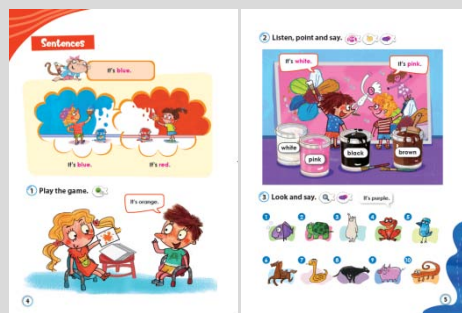 Sentences
It's blue.
It's blue.
It's red.
1 Play the game.
It's orange.
4
2 Listen, point and say.
It's white.
It's pink.
white
pink
black
brown
3 Look and say.
It's purple.
1
2
3
4
5
6
7
8
9
10
5